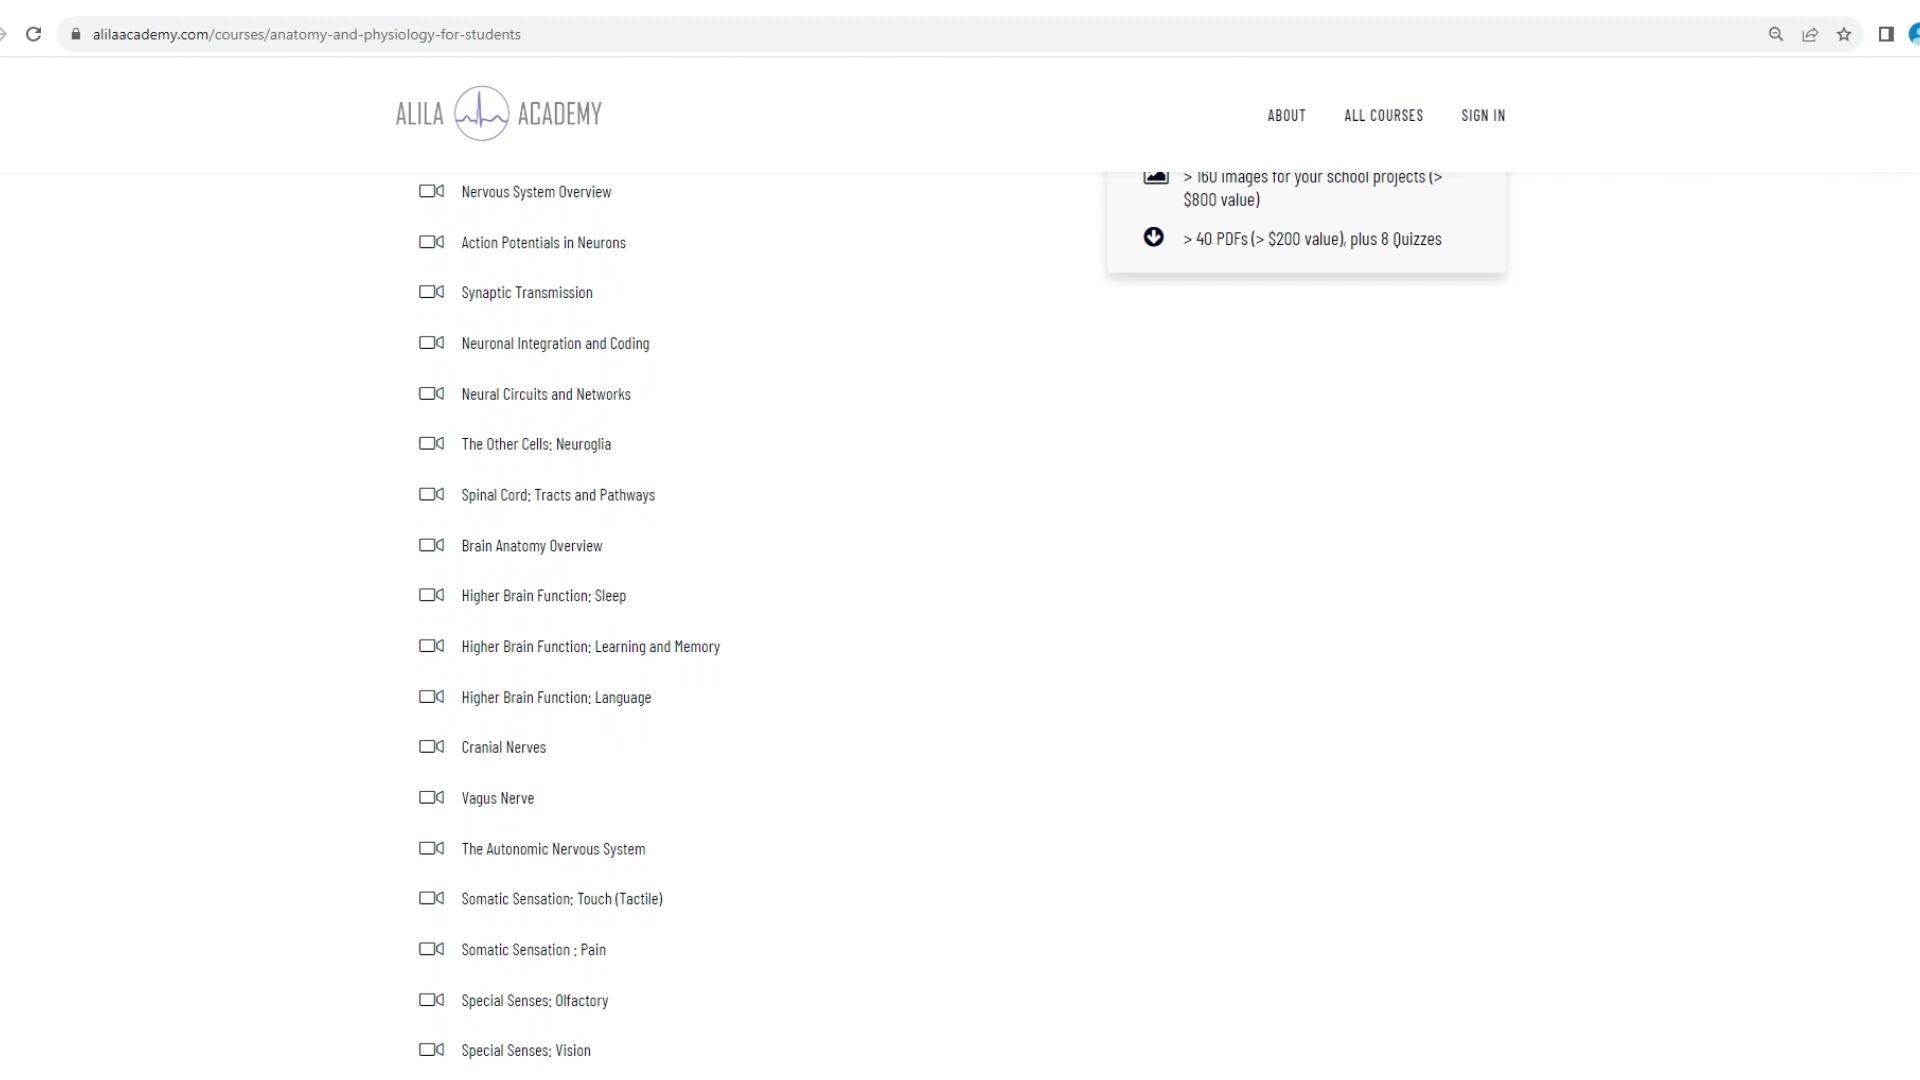 alilaacademy.com/courses/anatomy-and-physiology-for-students
ALILA ACADEMY
ABOUT
ALL COURSES
SIGN IN
Nervous System Overview
Action Potentials in Neurons
Synaptic Transmission
Neuronal Integration and Coding
Neural Circuits and Networks
The Other Cells: Neuroglia
Spinal Cord: Tracts and Pathways
Brain Anatomy Overview
Higher Brain Function: Sleep
Higher Brain Function: Learning and Memory
Higher Brain Function: Language
Cranial Nerves
Vagus Nerve
The Autonomic Nervous System
Somatic Sensation: Touch (Tactile)
Somatic Sensation : Pain
Special Senses: Olfactory
Special Senses: Vision
> 160 images for your school projects (>
$800 value)
> 40 PDFs (> $200 value), plus 8 Quizzes